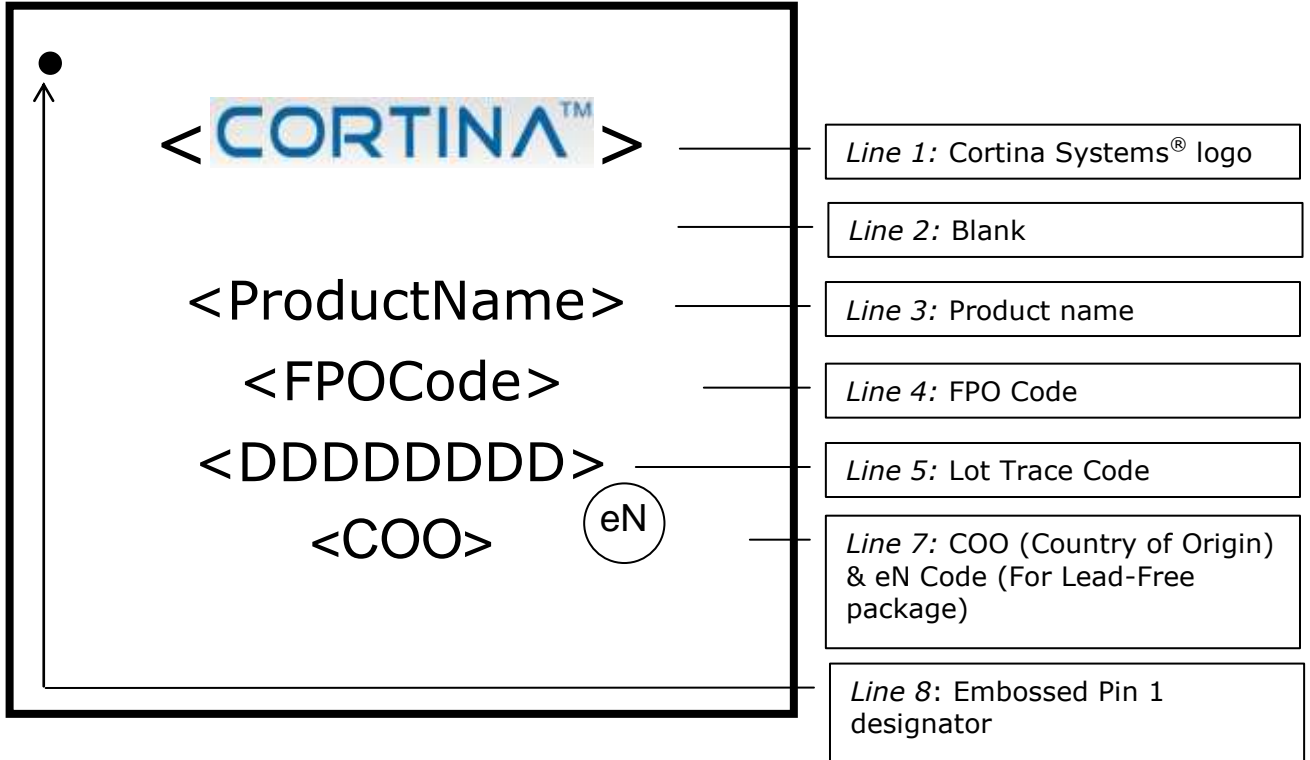 <CORTINA™>
Line 1: Cortina Systems® logo
Line 2: Blank
<ProductName>
Line 3: Product name
<FPOCode>
Line 4: FPO Code
<DDDDDDDD>
Line 5: Lot Trace Code
<COO>
eN
Line 7: COO (Country of Origin)
& eN Code (For Lead-Free
package)
Line 8: Embossed Pin 1
designator